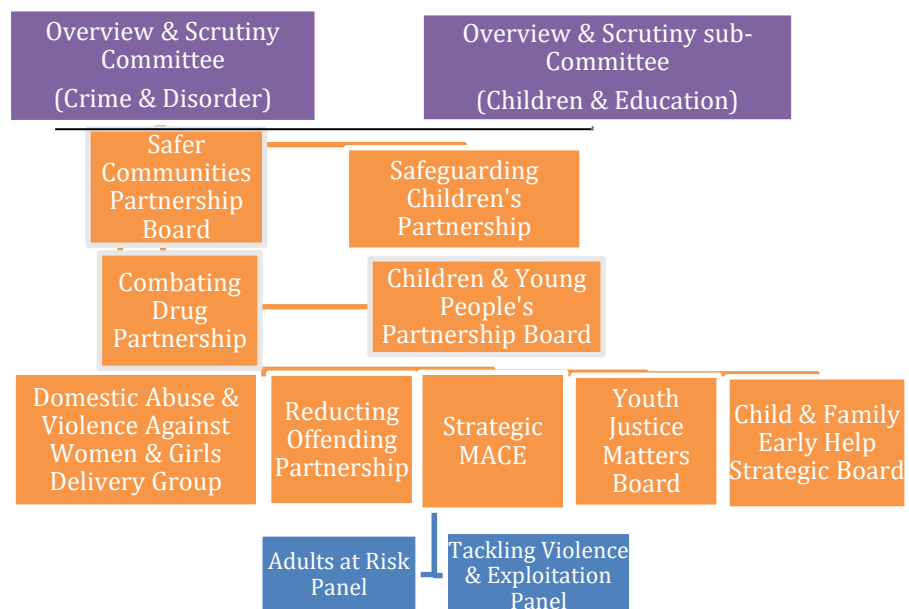 Overview & Scrutiny
Committee
(Crime & Disorder)
Overview & Scrutiny sub-
Committee
(Children & Education)
Safer
Communities
Partnership
Board
Safeguarding
Children's
Partnership
Combating
Drug
Partnership
Children & Young
People's
Partnership Board
Domestic Abuse &
Violence Against
Women & Girls
Delivery Group
Reducting
Offending
Partnership
Strategic
MACE
Youth
Justice
Matters
Board
Child & Family
Early Help
Strategic Board
Adults at Risk
Panel
Tackling Violence
& Exploitation
Panel